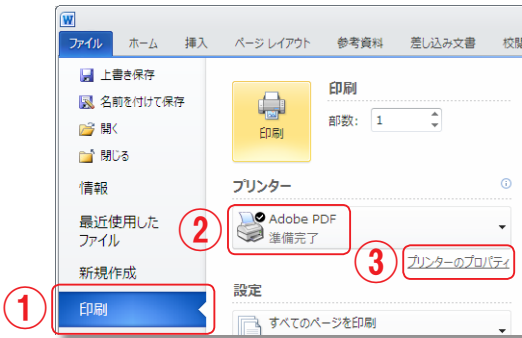 W
ファイル ホーム 挿入 ページ レイアウト 参考資料 差し込み文書 校閲
上書き保存
名前を付けて保存
開く
閉じる
情報
最近使用した
ファイル
新規作成
① 印刷
印刷
印刷
部数: 1
プリンター
② Adobe PDF
準備完了
③ プリンターのプロパティ
設定
すべてのページを印刷